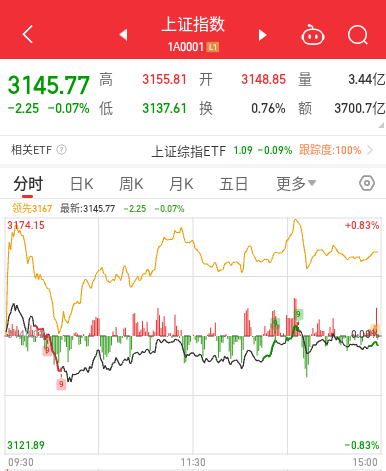 上证指数
1A0001 L1
3145.77 高 3155.81 开 3148.85 量 3.44亿
-2.25 -0.07% 低 3137.61 换 0.76% 额 3700.7亿
相关ETF ? 上证综指ETF 1.09 -0.09% 跟踪度:100%
分时 日K 周K 月K 五日 更多
领先3167 最新:3145.77 -2.25 -0.07%
3174.15 +0.83%
9
0.00%
9
9
3121.89 -0.83%
09:30 11:30 15:00